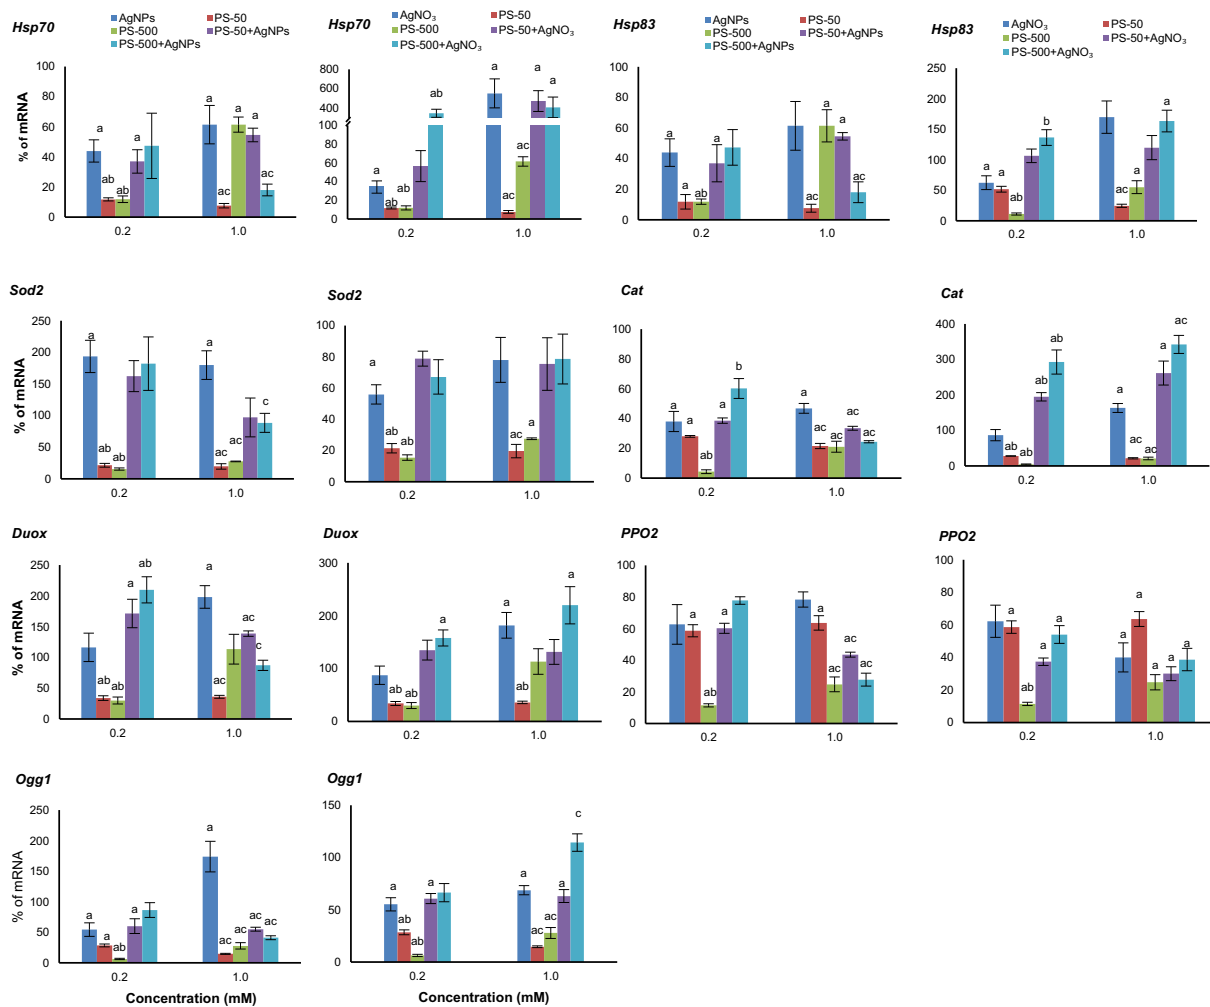 Hsp70
AgNPs PS-50
PS-500 PS-50+AgNPs
PS-500+AgNPs
% of mRNA
100
80
60
40
20
0
a ab ab a
a ac a a ac
0.2 1.0
Hsp70
AgNO3 PS-50
PS-500 PS-50+AgNO3
PS-500+AgNO3
800
600
400
200
100
80
60
40
20
0
a ab ab ab
a ac ac a a
0.2 1.0
Hsp83
AgNPs PS-50
PS-500 PS-50+AgNPs
PS-500+AgNPs
100
80
60
40
20
0
a a ab a
ac a ac
0.2 1.0
Hsp83
AgNO3 PS-50
PS-500 PS-50+AgNO3
PS-500+AgNO3
250
200
150
100
50
0
a a ab b
ac ac a
0.2 1.0
Sod2
% of mRNA
250
200
150
100
50
0
a ab ab
a ac ac c
0.2 1.0
Sod2
100
80
60
40
20
0
a ab ab
ac a
0.2 1.0
Cat
100
80
60
40
20
0
a a ab a b
a ac ac ac ac
0.2 1.0
Cat
400
300
200
100
0
ab ab ab ab
a ac ac a ac
0.2 1.0
Duox
% of mRNA
250
200
150
100
50
0
ab ab a ab
a ac ac c
0.2 1.0
Duox
300
200
100
0
ab ab a
a ac a
0.2 1.0
PPO2
100
80
60
40
20
0
a ab a
a ac ac ac
0.2 1.0
PPO2
100
80
60
40
20
0
a ab a a
a a a a a
0.2 1.0
Ogg1
% of mRNA
250
200
150
100
50
0
a a ab a
a ac ac ac ac
0.2 1.0
Concentration (mM)
Ogg1
150
100
50
0
a ab ab a
a ac ac a c
0.2 1.0
Concentration (mM)